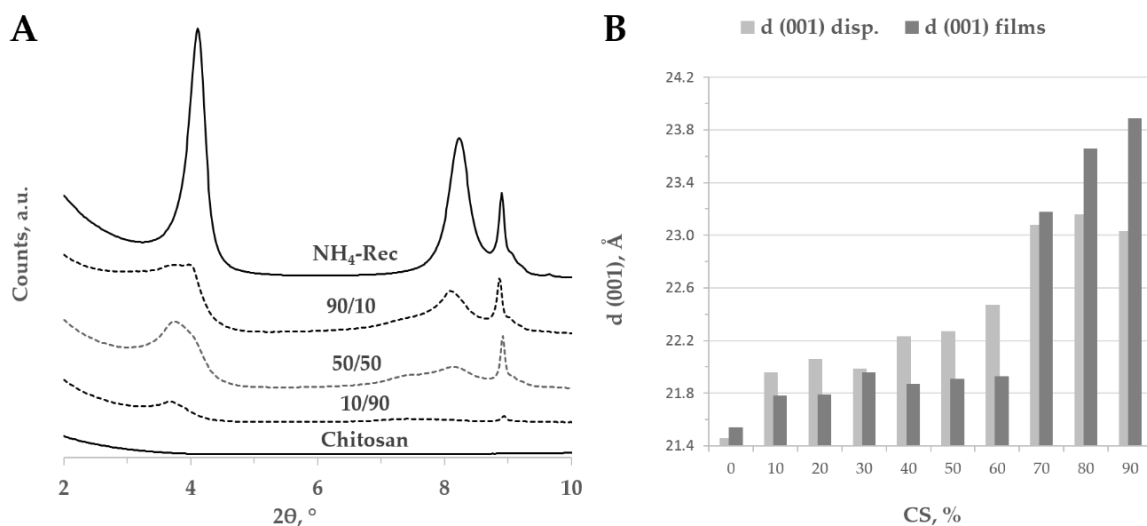 A
Counts, a.u.
NH₄-Rec
90/10
50/50
10/90
Chitosan
2 4 6 8 10
2θ, °
B
d (001) disp. d (001) films
d (001), Å
24.2
23.8
23.4
23.0
22.6
22.2
21.8
21.4
0 10 20 30 40 50 60 70 80 90
CS, %